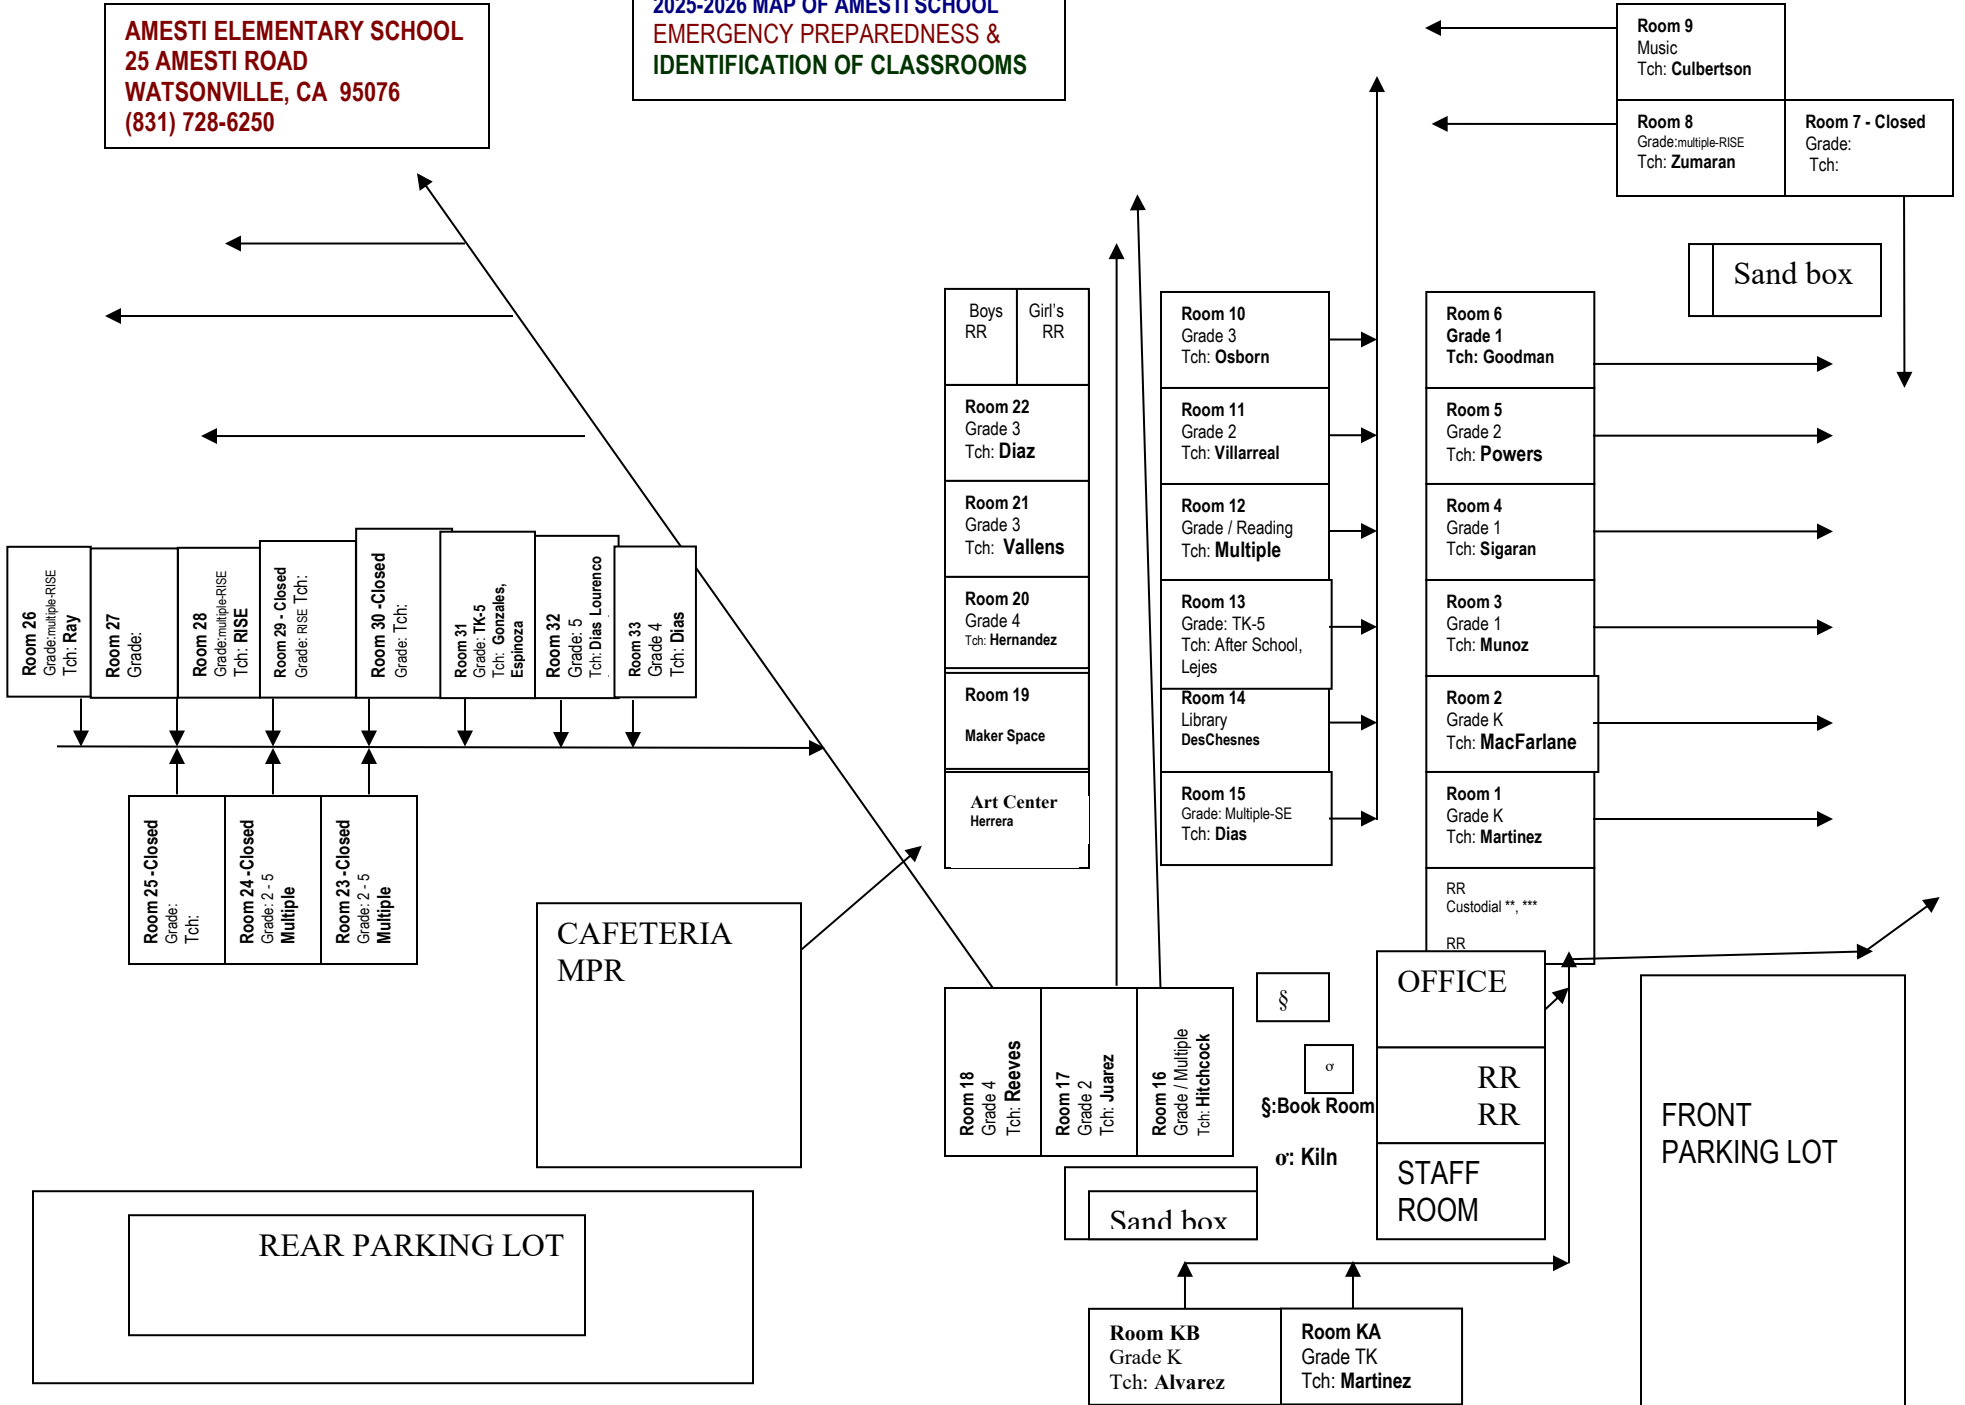 AMESTI ELEMENTARY SCHOOL
25 AMESTI ROAD
WATSONVILLE, CA 95076
(831) 728-6250
2025-2026 MAP OF AMESTI SCHOOL
EMERGENCY PREPAREDNESS &
IDENTIFICATION OF CLASSROOMS
Room 9
Music
Tch: Culbertson
Room 8
Grade:multiple-RISE
Tch: Zumaran
Room 7 - Closed
Grade:
Tch:
Sand box
Boys
RR
Girl's
RR
Room 22
Grade 3
Tch: Diaz
Room 21
Grade 3
Tch: Vallens
Room 20
Grade 4
Tch: Hernandez
Room 19
Maker Space
Art Center
Herrera
Room 10
Grade 3
Tch: Osborn
Room 11
Grade 2
Tch: Villarreal
Room 12
Grade / Reading
Tch: Multiple
Room 13
Grade: TK-5
Tch: After School,
Lejes
Room 14
Library
DesChesnes
Room 15
Grade: Multiple-SE
Tch: Dias
Room 6
Grade 1
Tch: Goodman
Room 5
Grade 2
Tch: Powers
Room 4
Grade 1
Tch: Sigaran
Room 3
Grade 1
Tch: Munoz
Room 2
Grade K
Tch: MacFarlane
Room 1
Grade K
Tch: Martinez
RR
Custodial **, ***
RR
Room 26
Grade:multiple-RISE
Tch: Ray
Room 27
Grade:
Room 28
Grade:multiple-RISE
Tch: RISE
Room 29 - Closed
Grade: RISE Tch:
Room 30 -Closed
Grade: Tch:
Room 31
Grade: TK-5
Tch: Gonzales,
Espinoza
Room 32
Grade: 5
Tch: Dias Lourenco
Room 33
Grade 4
Tch: Dias
Room 25 -Closed
Grade:
Tch:
Room 24 -Closed
Grade: 2 - 5
Multiple
Room 23 -Closed
Grade: 2 - 5
Multiple
CAFETERIA
MPR
Room 18
Grade 4
Tch: Reeves
Room 17
Grade 2
Tch: Juarez
Room 16
Grade / Multiple
Tch: Hitchcock
§
σ
§:Book Room
σ: Kiln
OFFICE
RR
RR
STAFF
ROOM
FRONT
PARKING LOT
Sand box
REAR PARKING LOT
Room KB
Grade K
Tch: Alvarez
Room KA
Grade TK
Tch: Martinez